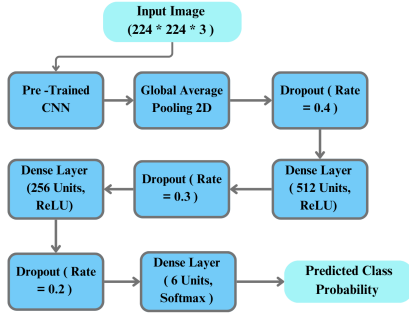 Input Image
(224 * 224 * 3 )
Pre -Trained
CNN
Global Average
Pooling 2D
Dropout ( Rate
= 0.4 )
Dense Layer
( 512 Units,
ReLU)
Dropout ( Rate
= 0.3 )
Dense Layer
(256 Units,
ReLU)
Dropout ( Rate
= 0.2 )
Dense Layer
( 6 Units,
Softmax )
Predicted Class
Probability